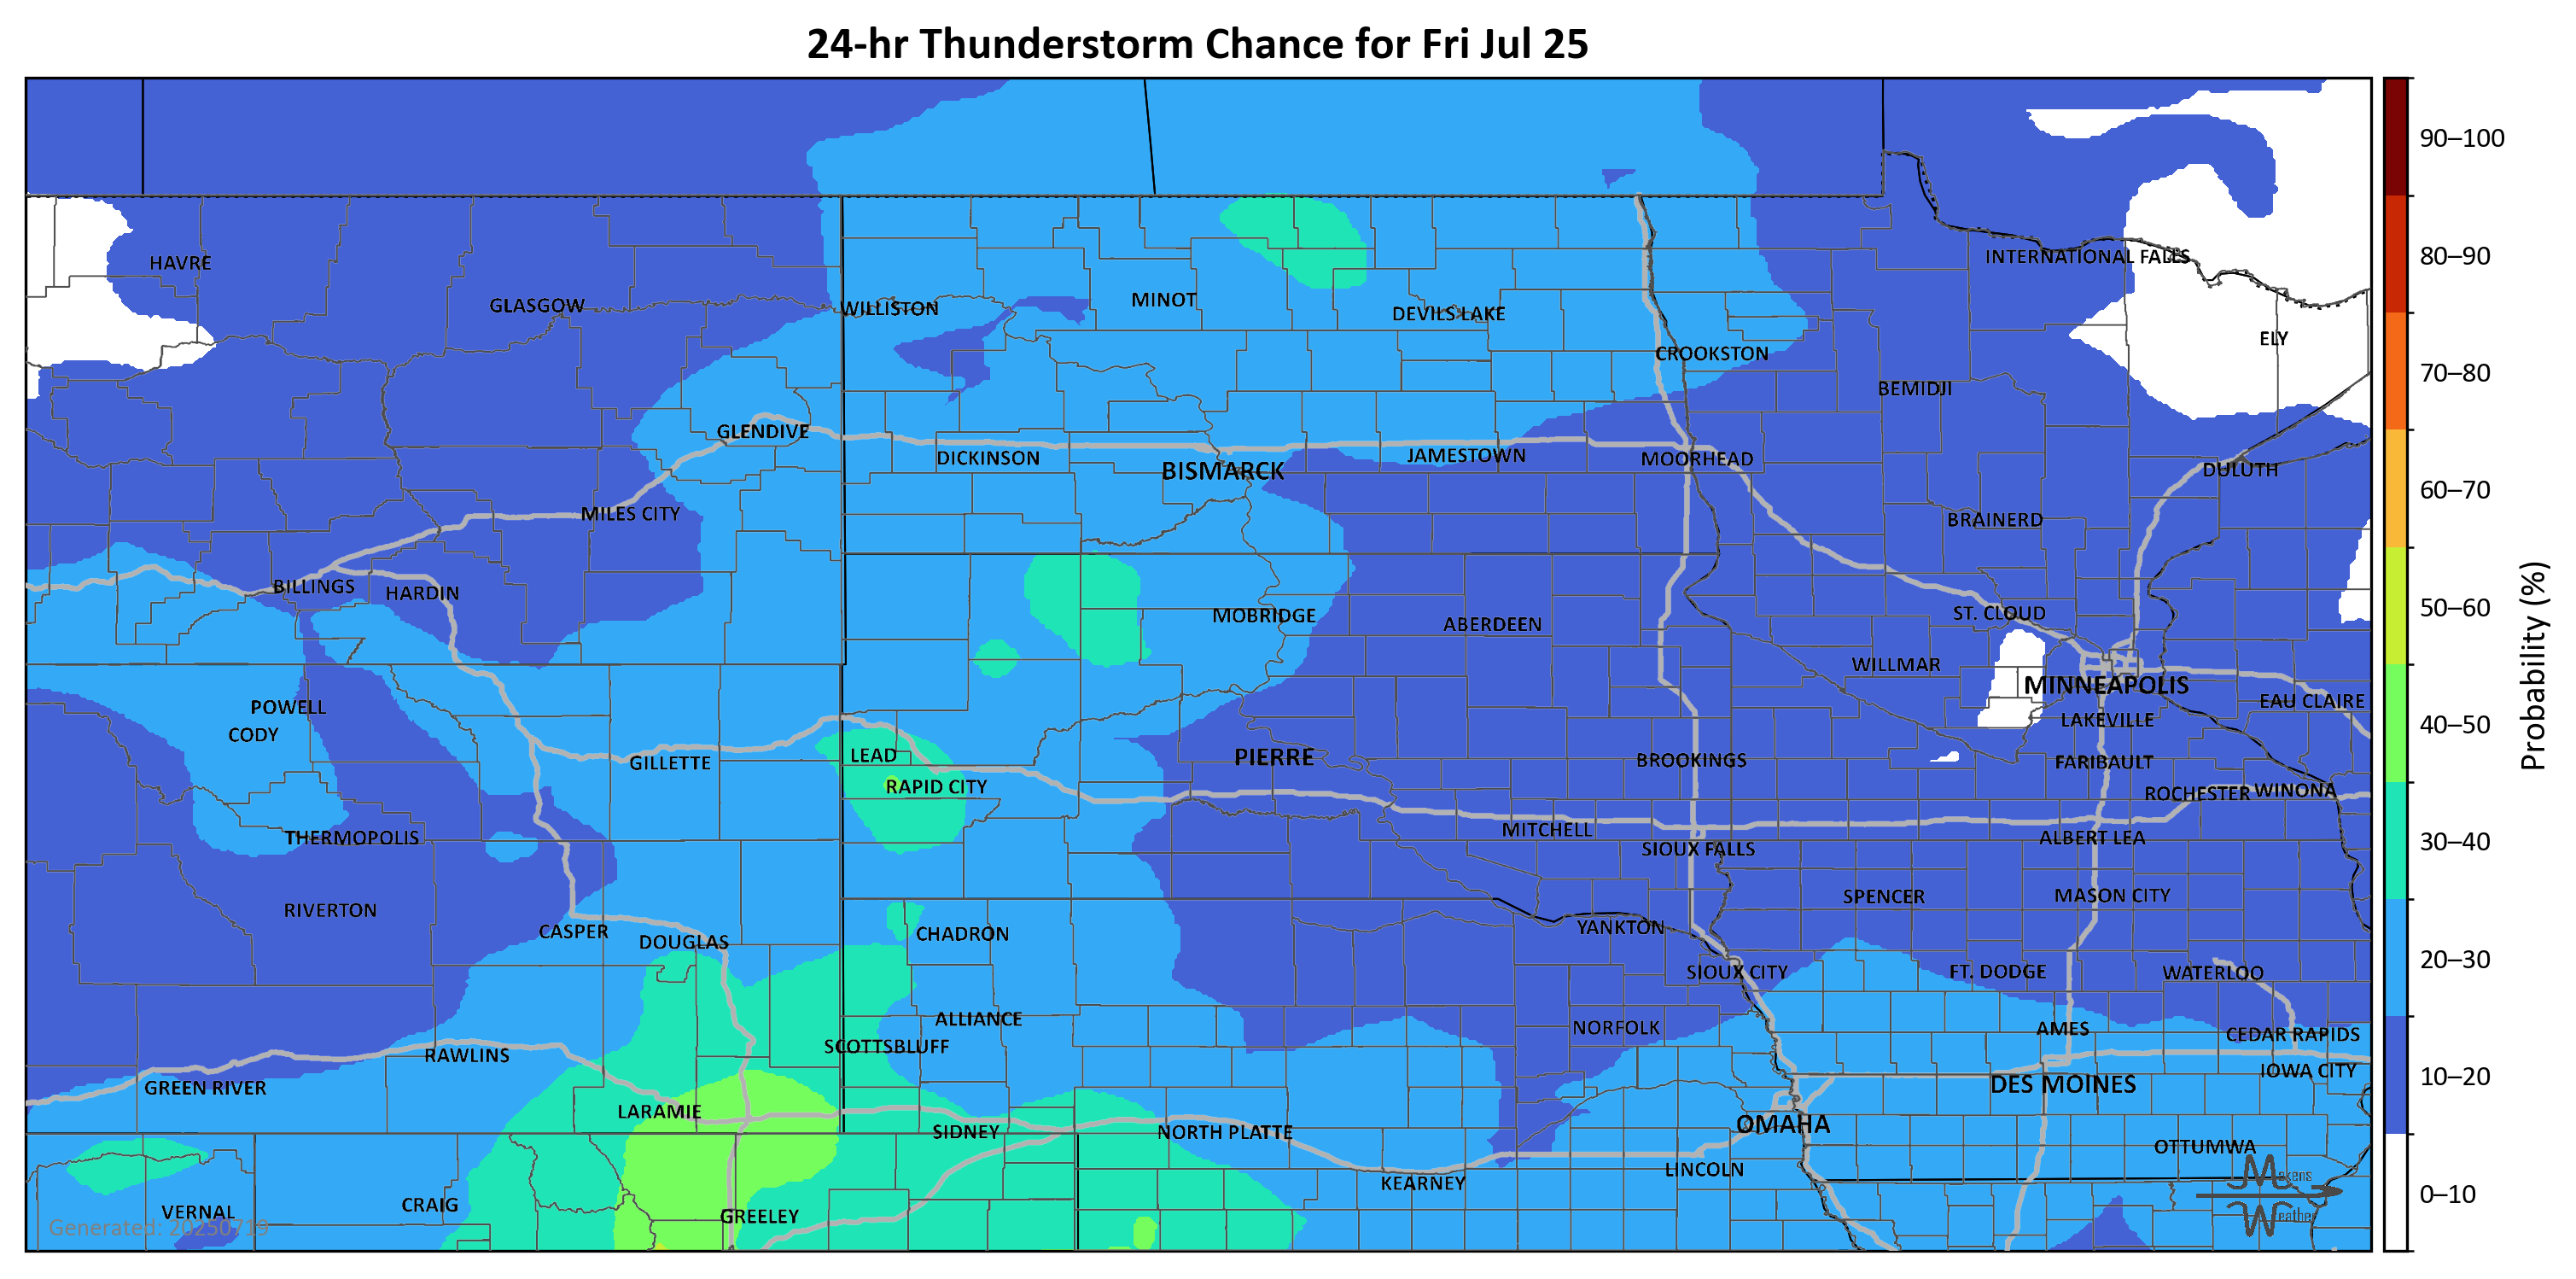 24-hr Thunderstorm Chance for Fri Jul 25
90–100
80–90
70–80
60–70
50–60
40–50
30–40
20–30
10–20
0–10
Probability (%)
HAVRE
INTERNATIONAL FALLS
GLASGOW
WILLISTON
MINOT
DEVILS LAKE
ELY
CROOKSTON
BEMIDJI
GLENDIVE
DICKINSON
BISMARCK
JAMESTOWN
MOORHEAD
DULUTH
MILES CITY
BRAINERD
BILLINGS
HARDIN
MOBRIDGE
ABERDEEN
ST. CLOUD
WILLMAR
MINNEAPOLIS
EAU CLAIRE
POWELL
LAKEVILLE
CODY
LEAD
PIERRE
BROOKINGS
FARIBAULT
GILLETTE
RAPID CITY
ROCHESTER
WINONA
THERMOPOLIS
MITCHELL
ALBERT LEA
SIOUX FALLS
RIVERTON
SPENCER
MASON CITY
CASPER
DOUGLAS
CHADRON
YANKTON
SIOUX CITY
FT. DODGE
WATERLOO
ALLIANCE
NORFOLK
AMES
CEDAR RAPIDS
SCOTTSBLUFF
RAWLINS
GREEN RIVER
DES MOINES
IOWA CITY
LARAMIE
SIDNEY
NORTH PLATTE
OMAHA
OTTUMWA
LINCOLN
KEARNEY
VERNAL
CRAIG
GREELEY
Generated: 20250719
Makens
Weather